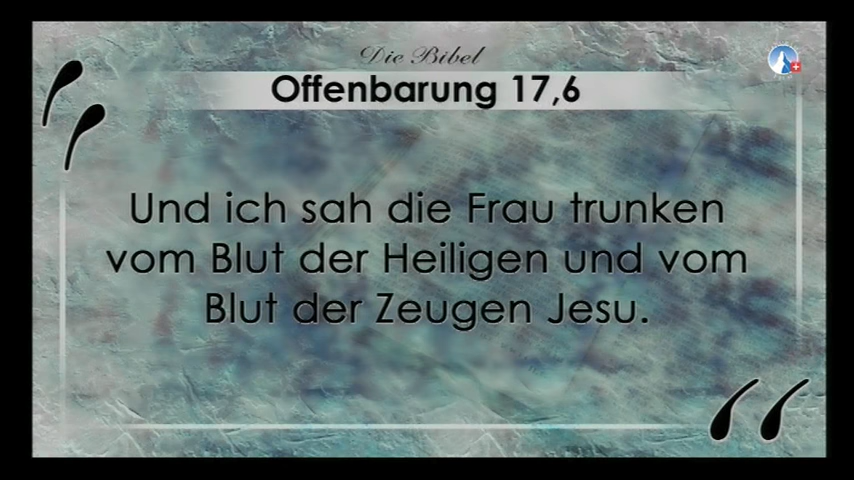 Die Bibel
Offenbarung 17,6
Und ich sah die Frau trunken
vom Blut der Heiligen und vom
Blut der Zeugen Jesu.